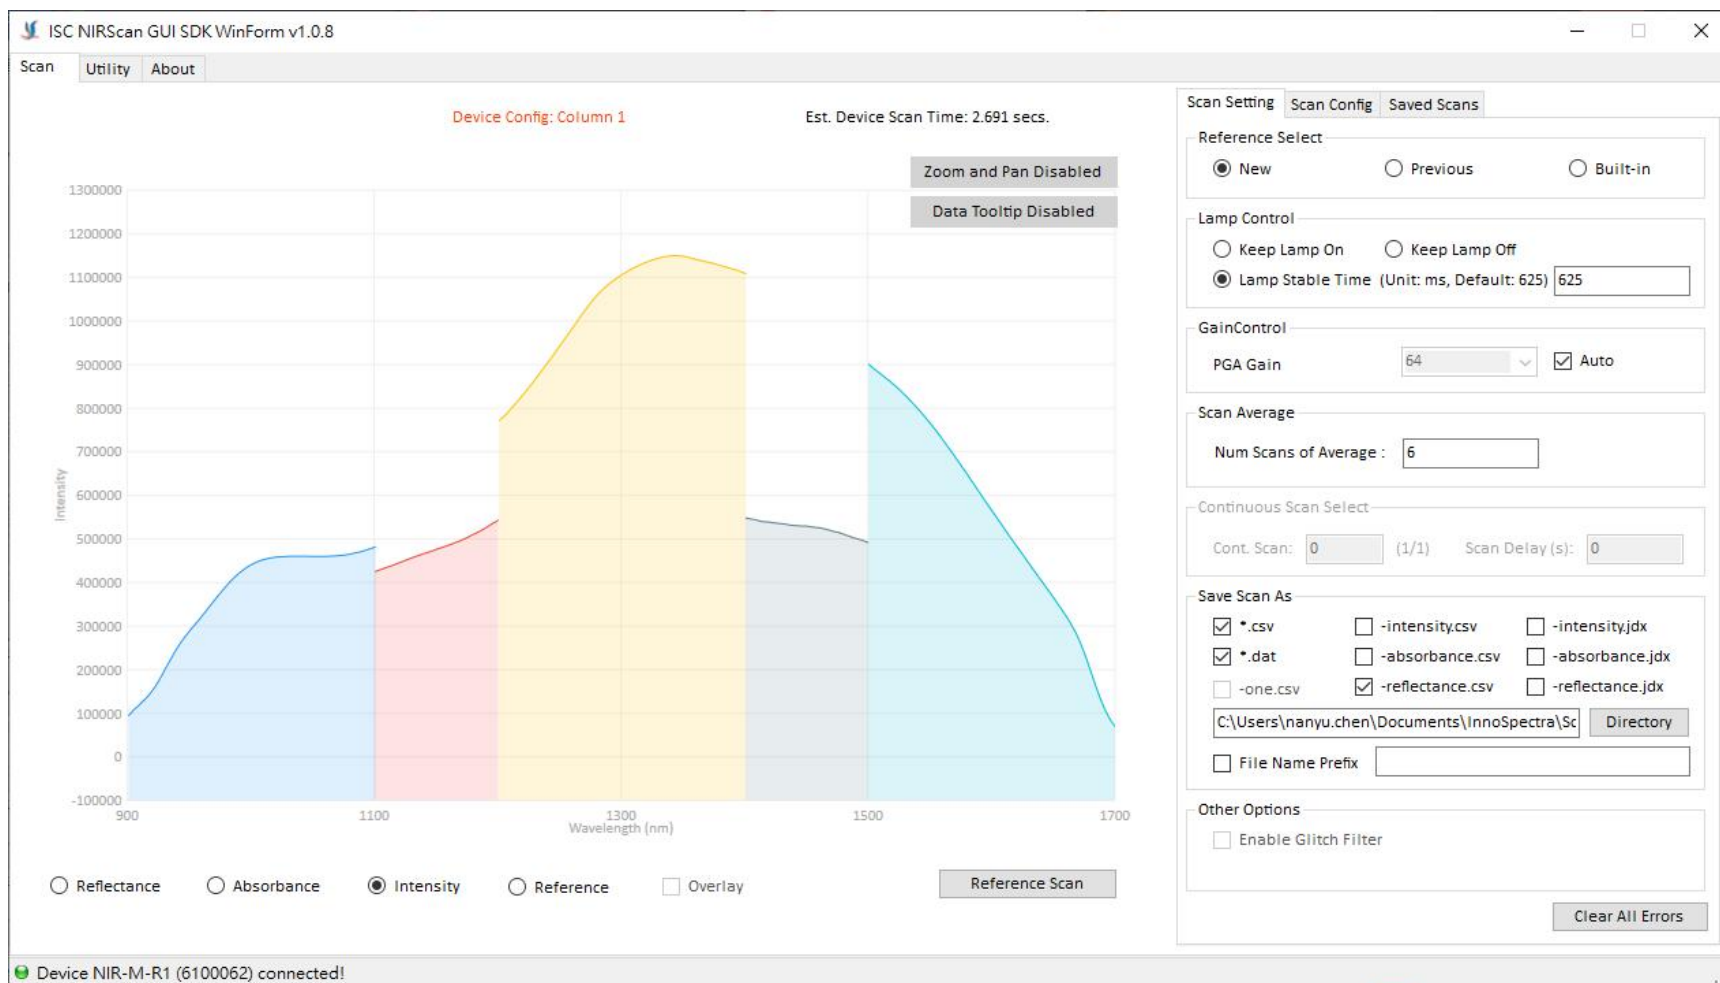 ISC NIRScan GUI SDK WinForm v1.0.8
Scan Utility About
Device Config: Column 1
Est. Device Scan Time: 2.691 secs.
Zoom and Pan Disabled
Data Tooltip Disabled
Intensity
1300000
1200000
1100000
1000000
900000
800000
700000
600000
500000
400000
300000
200000
100000
0
-100000
900 1100 1300 1500 1700
Wavelength (nm)
Reflectance Absorbance Intensity Reference Overlay
Reference Scan
Scan Setting Scan Config Saved Scans
Reference Select
New Previous Built-in
Lamp Control
Keep Lamp On Keep Lamp Off
Lamp Stable Time (Unit: ms, Default: 625) 625
GainControl
PGA Gain 64 Auto
Scan Average
Num Scans of Average : 6
Continuous Scan Select
Cont. Scan: 0 (1/1) Scan Delay (s): 0
Save Scan As
*.csv -intensity.csv -intensity.jdx
*.dat -absorbance.csv -absorbance.jdx
-one.csv -reflectance.csv -reflectance.jdx
C:\Users\nanyu.chen\Documents\InnoSpectra\Sc Directory
File Name Prefix
Other Options
Enable Glitch Filter
Clear All Errors
Device NIR-M-R1 (6100062) connected!